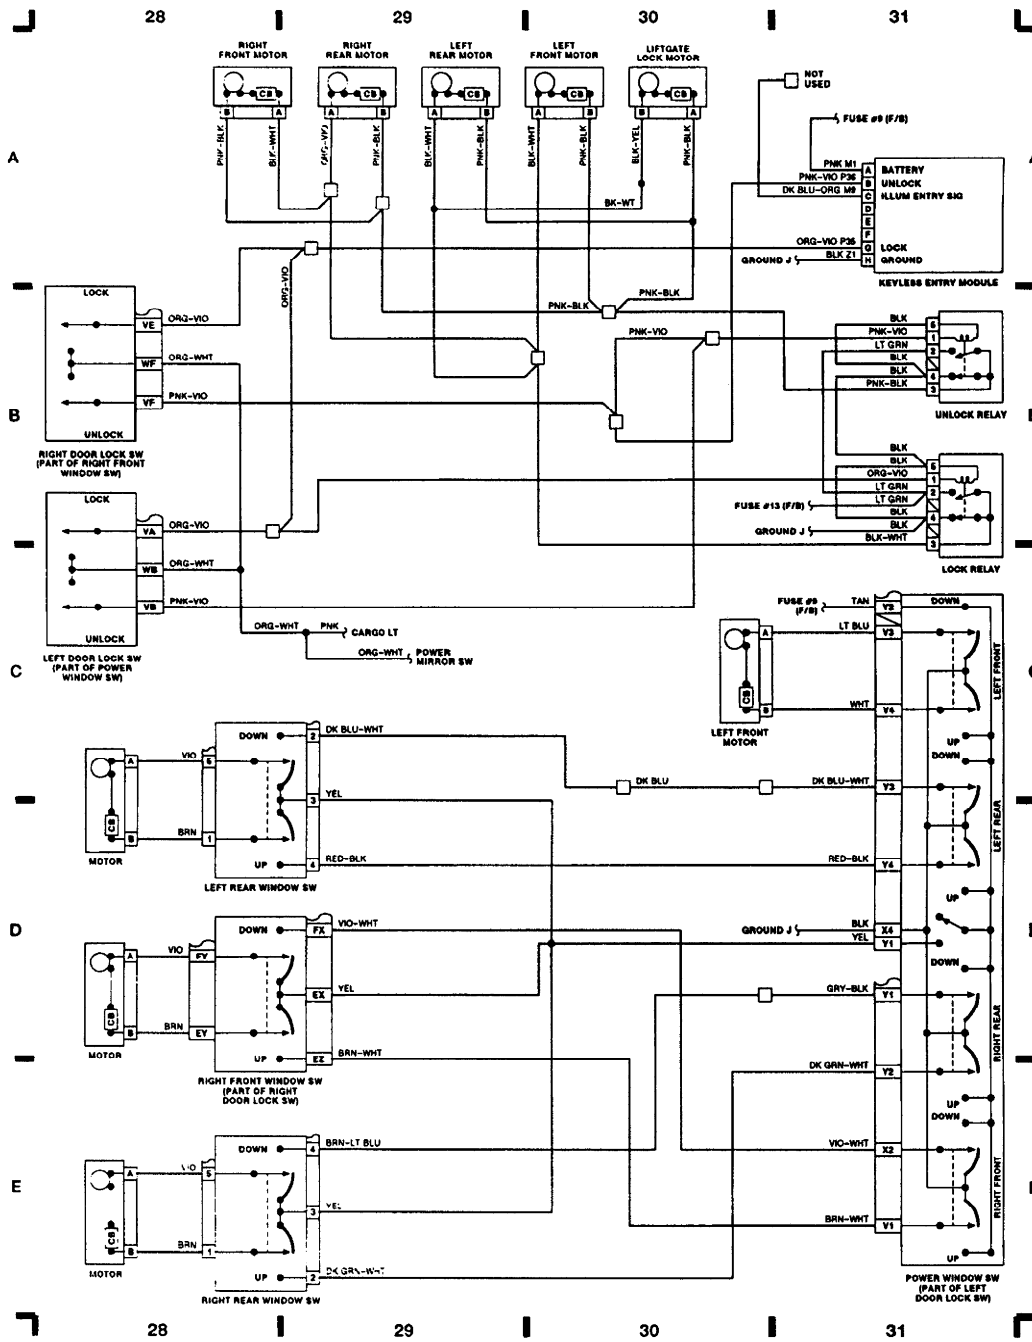 28 29 30 31
RIGHT
FRONT MOTOR
RIGHT
REAR MOTOR
LEFT
REAR MOTOR
LEFT
FRONT MOTOR
LIFTGATE
LOCK MOTOR
CB CB CB CB CB
B A A B A B A B B A
PNK-BLK BLK-WHT ORG-VIO PNK-BLK BLK-WHT PNK-BLK BLK-WHT PNK-BLK BLK-YEL PNK-BLK
NOT
USED
FUSE #9 (F/B)
A
PNK M1 A BATTERY
PNK-VIO P36 B UNLOCK
DK BLU-ORG M9 C ILLUM ENTRY SIG
D
E
F
ORG-VIO P35 G LOCK
GROUND J BLK Z1 H GROUND
KEYLESS ENTRY MODULE
BK-WT
ORG-VIO
PNK-BLK
PNK-BLK
PNK-VIO
LOCK
VE ORG-VIO
WF ORG-WHT
VF PNK-VIO
UNLOCK
RIGHT DOOR LOCK SW
(PART OF RIGHT FRONT
WINDOW SW)
B
BLK 5
PNK-VIO 1
LT GRN 2
BLK
BLK 4
PNK-BLK 3
UNLOCK RELAY
BLK
BLK 5
ORG-VIO 1
LT GRN 2
FUSE #13 (F/B) LT GRN
BLK 4
GROUND J BLK
BLK-WHT 3
LOCK RELAY
LOCK
VA ORG-VIO
WB ORG-WHT
VB PNK-VIO
UNLOCK
LEFT DOOR LOCK SW
(PART OF POWER
WINDOW SW)
ORG-WHT PNK CARGO LT
ORG-WHT POWER
MIRROR SW
C
FUSE #5
(F/B)
TAN Y2 DOWN
A LT BLU Y3
CB
B WHT Y4
LEFT FRONT
MOTOR
LEFT FRONT
UP
DOWN
DOWN 2 DK BLU-WHT
A VIO 5
3 YEL
CB
B BRN 1
UP 4 RED-BLK
MOTOR
LEFT REAR WINDOW SW
DK BLU
DK BLU-WHT Y3
LEFT REAR
RED-BLK Y4
UP
D
DOWN FX VIO-WHT
A VIO FY
EX YEL
CB
B BRN EY
UP EZ BRN-WHT
MOTOR
RIGHT FRONT WINDOW SW
(PART OF RIGHT
DOOR LOCK SW)
GROUND J BLK X4
YEL Y1
DOWN
GRY-BLK Y1
RIGHT REAR
DK GRN-WHT Y2
UP
DOWN
E
DOWN 4 BRN-LT BLU
A VIO 5
3 YEL
CB
B BRN 1
UP 2 DK GRN-WHT
MOTOR
RIGHT REAR WINDOW SW
VIO-WHT X2
RIGHT FRONT
BRN-WHT V1
UP
POWER WINDOW SW
(PART OF LEFT
DOOR LOCK SW)
28 29 30 31